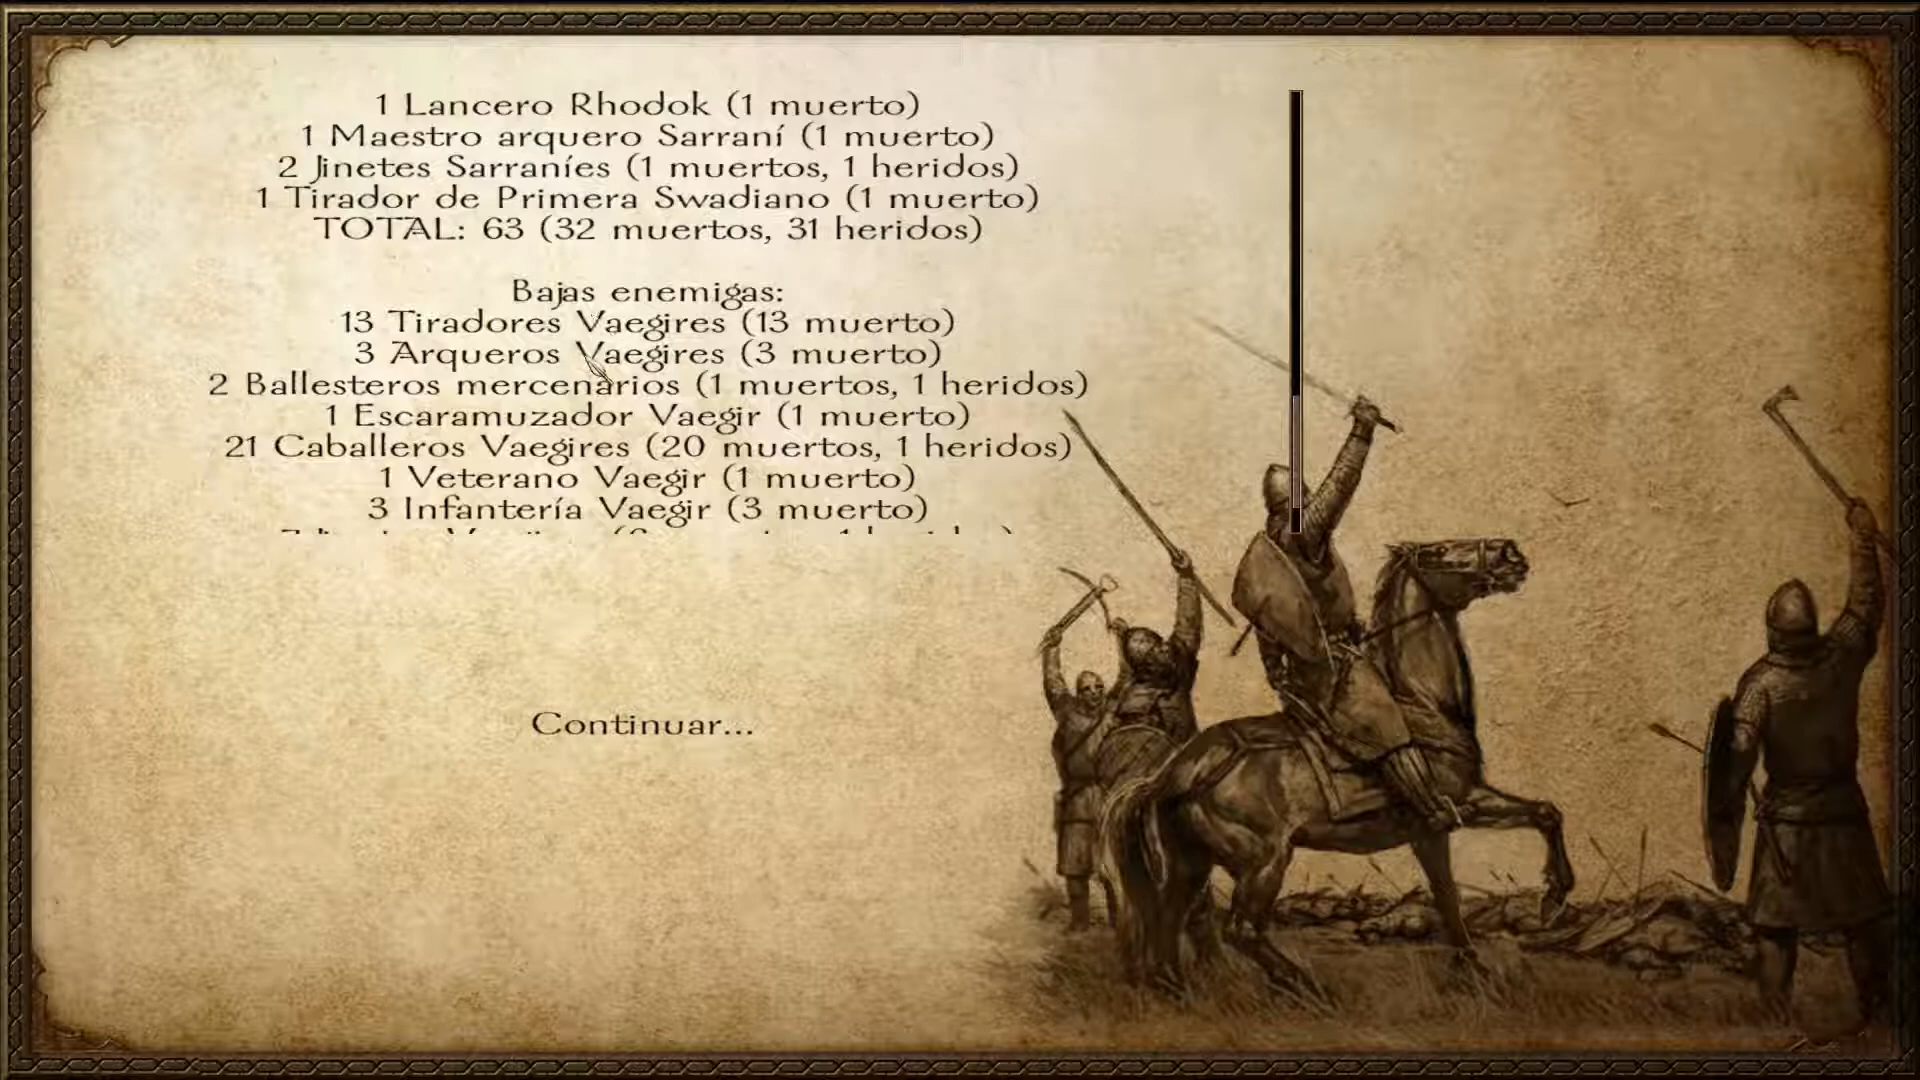 1 Lancero Rhodok (1 muerto)
1 Maestro arquero Sarraní (1 muerto)
2 Jinetes Sarraníes (1 muertos, 1 heridos)
1 Tirador de Primera Swadiano (1 muerto)
TOTAL: 63 (32 muertos, 31 heridos)
Bajas enemigas:
13 Tiradores Vaegires (13 muerto)
3 Arqueros Vaegires (3 muerto)
2 Ballesteros mercenarios (1 muertos, 1 heridos)
1 Escaramuzador Vaegir (1 muerto)
21 Caballeros Vaegires (20 muertos, 1 heridos)
1 Veterano Vaegir (1 muerto)
3 Infantería Vaegir (3 muerto)
Continuar...